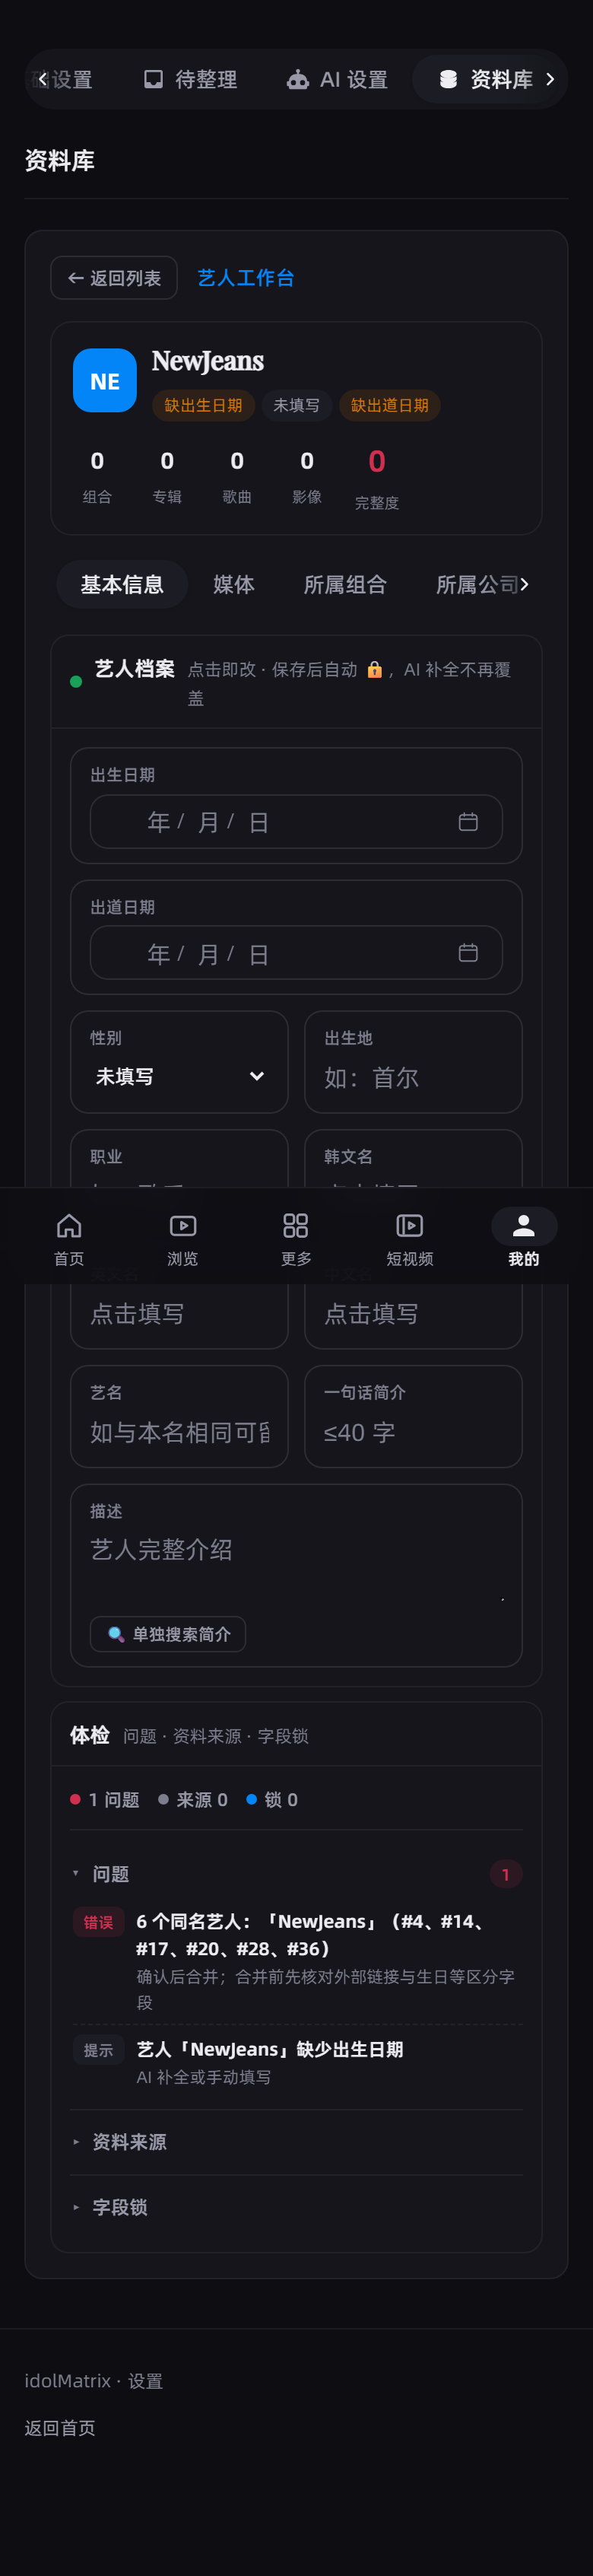 设置
待整理
AI 设置
资料库
资料库
← 返回列表
艺人工作台
NE
NewJeans
缺出生日期
未填写
缺出道日期
0
0
0
0
0
组合
专辑
歌曲
影像
完整度
基本信息
媒体
所属组合
所属公司
艺人档案
点击即改 · 保存后自动 🔒 ，AI 补全不再覆
盖
出生日期
年 / 月 / 日
出道日期
年 / 月 / 日
性别
出生地
未填写
如：首尔
职业
韩文名
首页
浏览
更多
短视频
我的
点击填写
点击填写
艺名
一句话简介
如与本名相同可
≤40 字
描述
艺人完整介绍
🔍 单独搜索简介
体检
问题 · 资料来源 · 字段锁
1 问题
来源 0
锁 0
▾ 问题
1
错误
6 个同名艺人：「NewJeans」（#4、#14、
#17、#20、#28、#36）
确认后合并；合并前先核对外部链接与生日等区分字
段
提示
艺人「NewJeans」缺少出生日期
AI 补全或手动填写
▸ 资料来源
▸ 字段锁
idolMatrix · 设置
返回首页